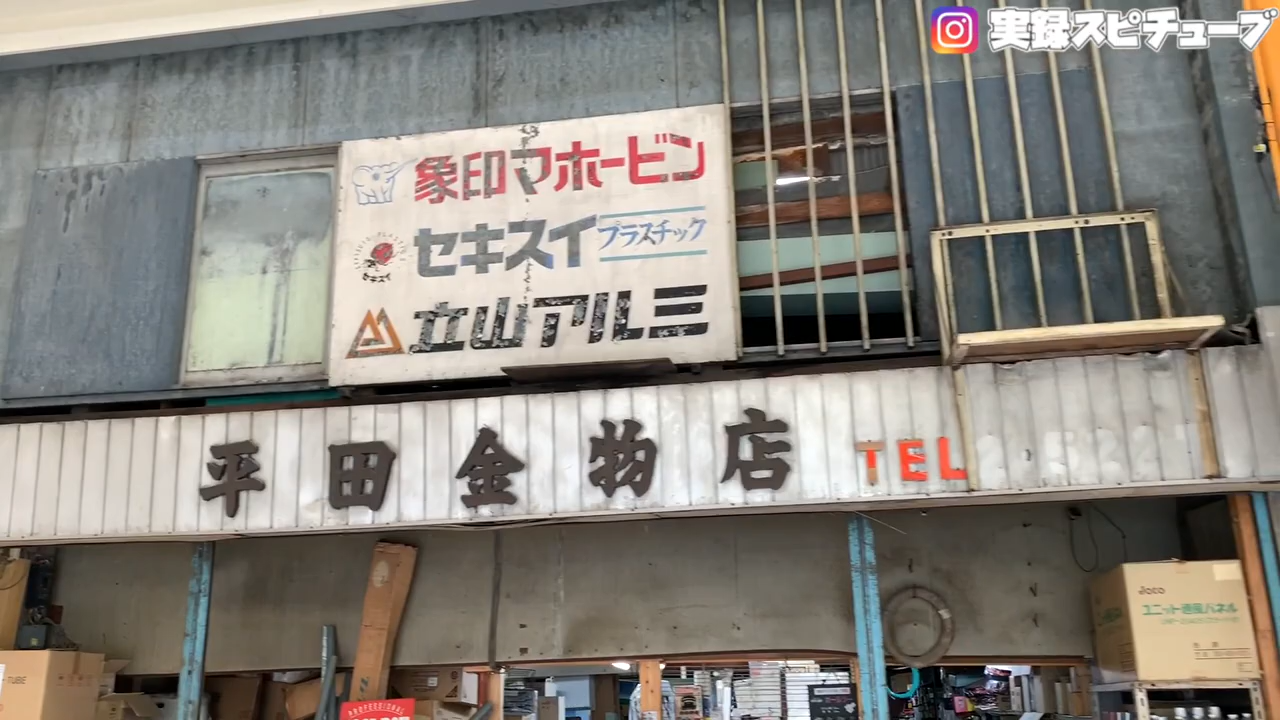 実録スピチューブ
象印マホービン
セキスイプラスチック
立山アルミ
平田金物店 TEL
ユニット換風パネル
TUBE